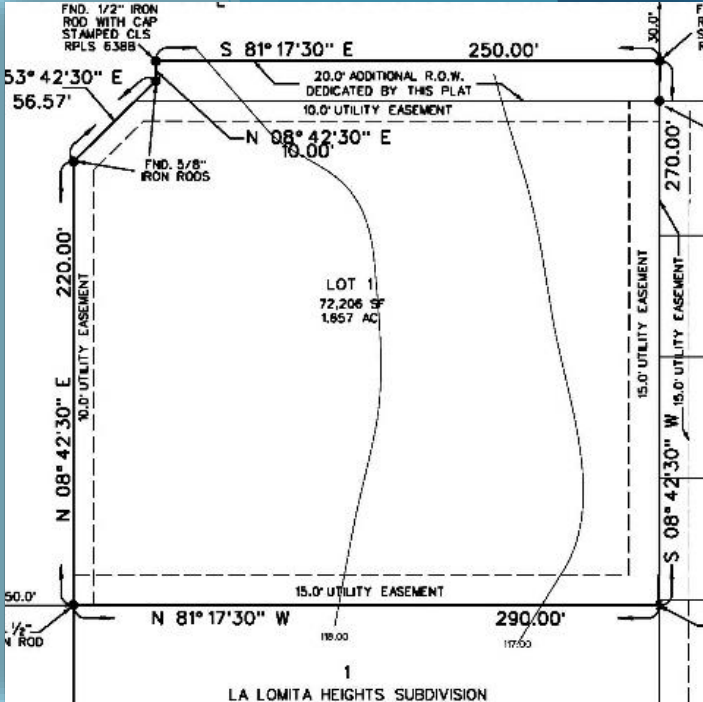 FND. 1/2" IRON
ROD WITH CAP
STAMPED CLS
RPLS 6388
S 81°17'30" E
250.00'
30.0'
20.0' ADDITIONAL R.O.W.
DEDICATED BY THIS PLAT
10.0' UTILITY EASEMENT
53°42'30" E
56.57'
N 08°42'30" E
10.00'
FND. 5/8"
IRON RODS
270.00'
220.00'
10.0' UTILITY EASEMENT
N 08°42'30" E
LOT 1
72,206 SF
1.657 AC
15.0' UTILITY EASEMENT
15.0' UTILITY EASEMENT
S 08°42'30" W
15.0' UTILITY EASEMENT
50.0'
N 81°17'30" W
290.00'
1/2"
N ROD
118.00
117.00
1
LA LOMITA HEIGHTS SUBDIVISION